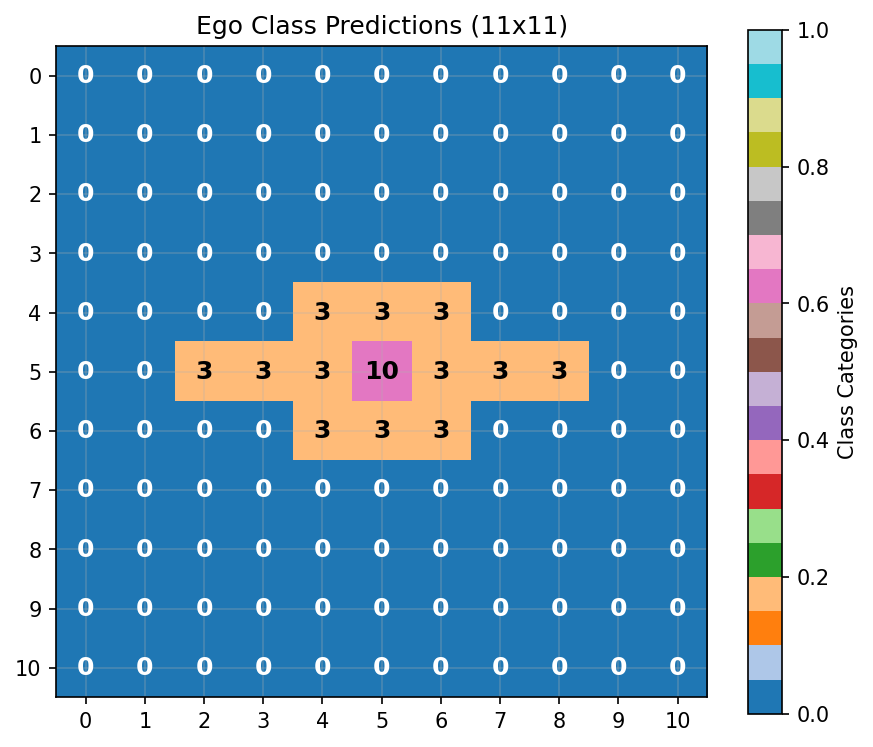 Ego Class Predictions (11x11)
0 0 0 0 0 0 0 0 0 0 0 0
1 0 0 0 0 0 0 0 0 0 0 0
2 0 0 0 0 0 0 0 0 0 0 0
3 0 0 0 0 0 0 0 0 0 0 0
4 0 0 0 0 3 3 3 0 0 0 0
5 0 0 3 3 3 10 3 3 3 0 0
6 0 0 0 0 3 3 3 0 0 0 0
7 0 0 0 0 0 0 0 0 0 0 0
8 0 0 0 0 0 0 0 0 0 0 0
9 0 0 0 0 0 0 0 0 0 0 0
10 0 0 0 0 0 0 0 0 0 0 0
0 1 2 3 4 5 6 7 8 9 10
1.0
0.8
0.6
0.4
0.2
0.0
Class Categories